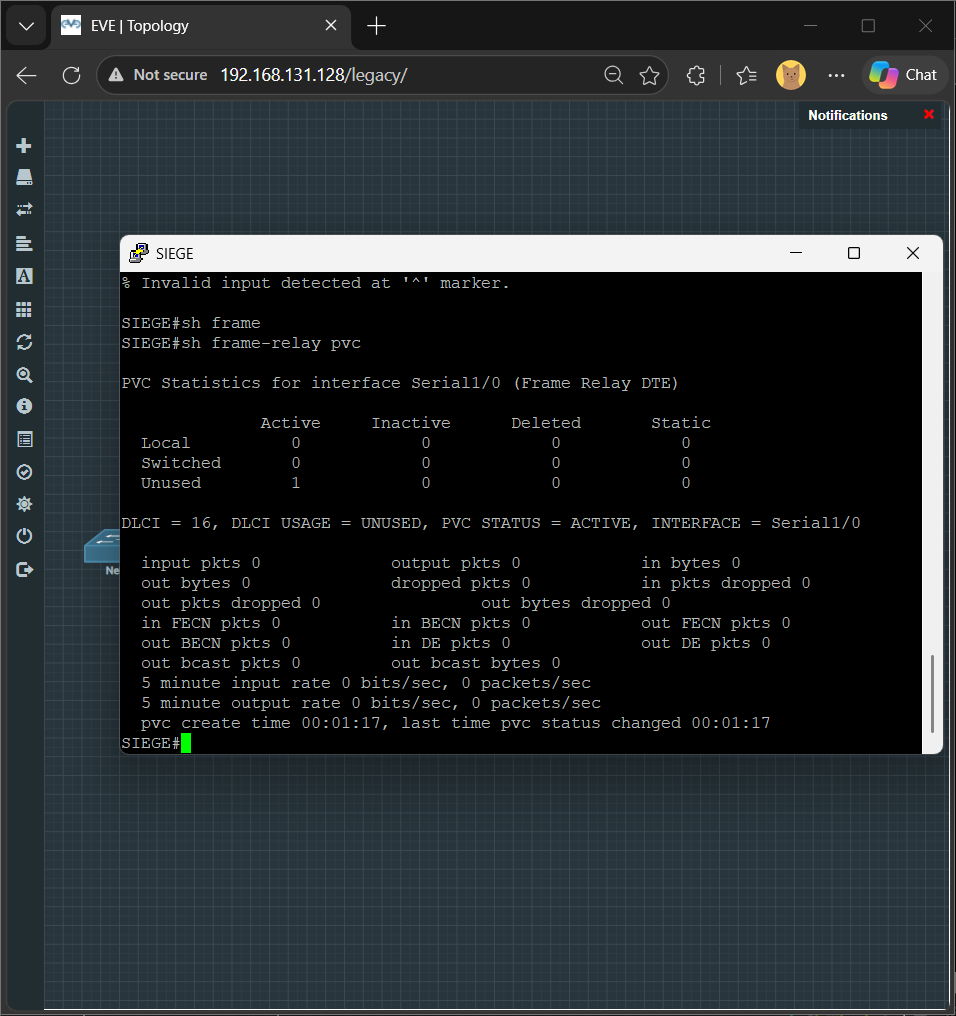 EVE | Topology
Not secure 192.168.131.128/legacy/
Chat
Notifications
SIEGE
% Invalid input detected at '^' marker.
SIEGE#sh frame
SIEGE#sh frame-relay pvc
PVC Statistics for interface Serial1/0 (Frame Relay DTE)
Active Inactive Deleted Static
Local 0 0 0 0
Switched 0 0 0 0
Unused 1 0 0 0
DLCI = 16, DLCI USAGE = UNUSED, PVC STATUS = ACTIVE, INTERFACE = Serial1/0
input pkts 0 output pkts 0 in bytes 0
out bytes 0 dropped pkts 0 in pkts dropped 0
out pkts dropped 0 out bytes dropped 0
in FECN pkts 0 in BECN pkts 0 out FECN pkts 0
out BECN pkts 0 in DE pkts 0 out DE pkts 0
out bcast pkts 0 out bcast bytes 0
5 minute input rate 0 bits/sec, 0 packets/sec
5 minute output rate 0 bits/sec, 0 packets/sec
pvc create time 00:01:17, last time pvc status changed 00:01:17
SIEGE#
Ne